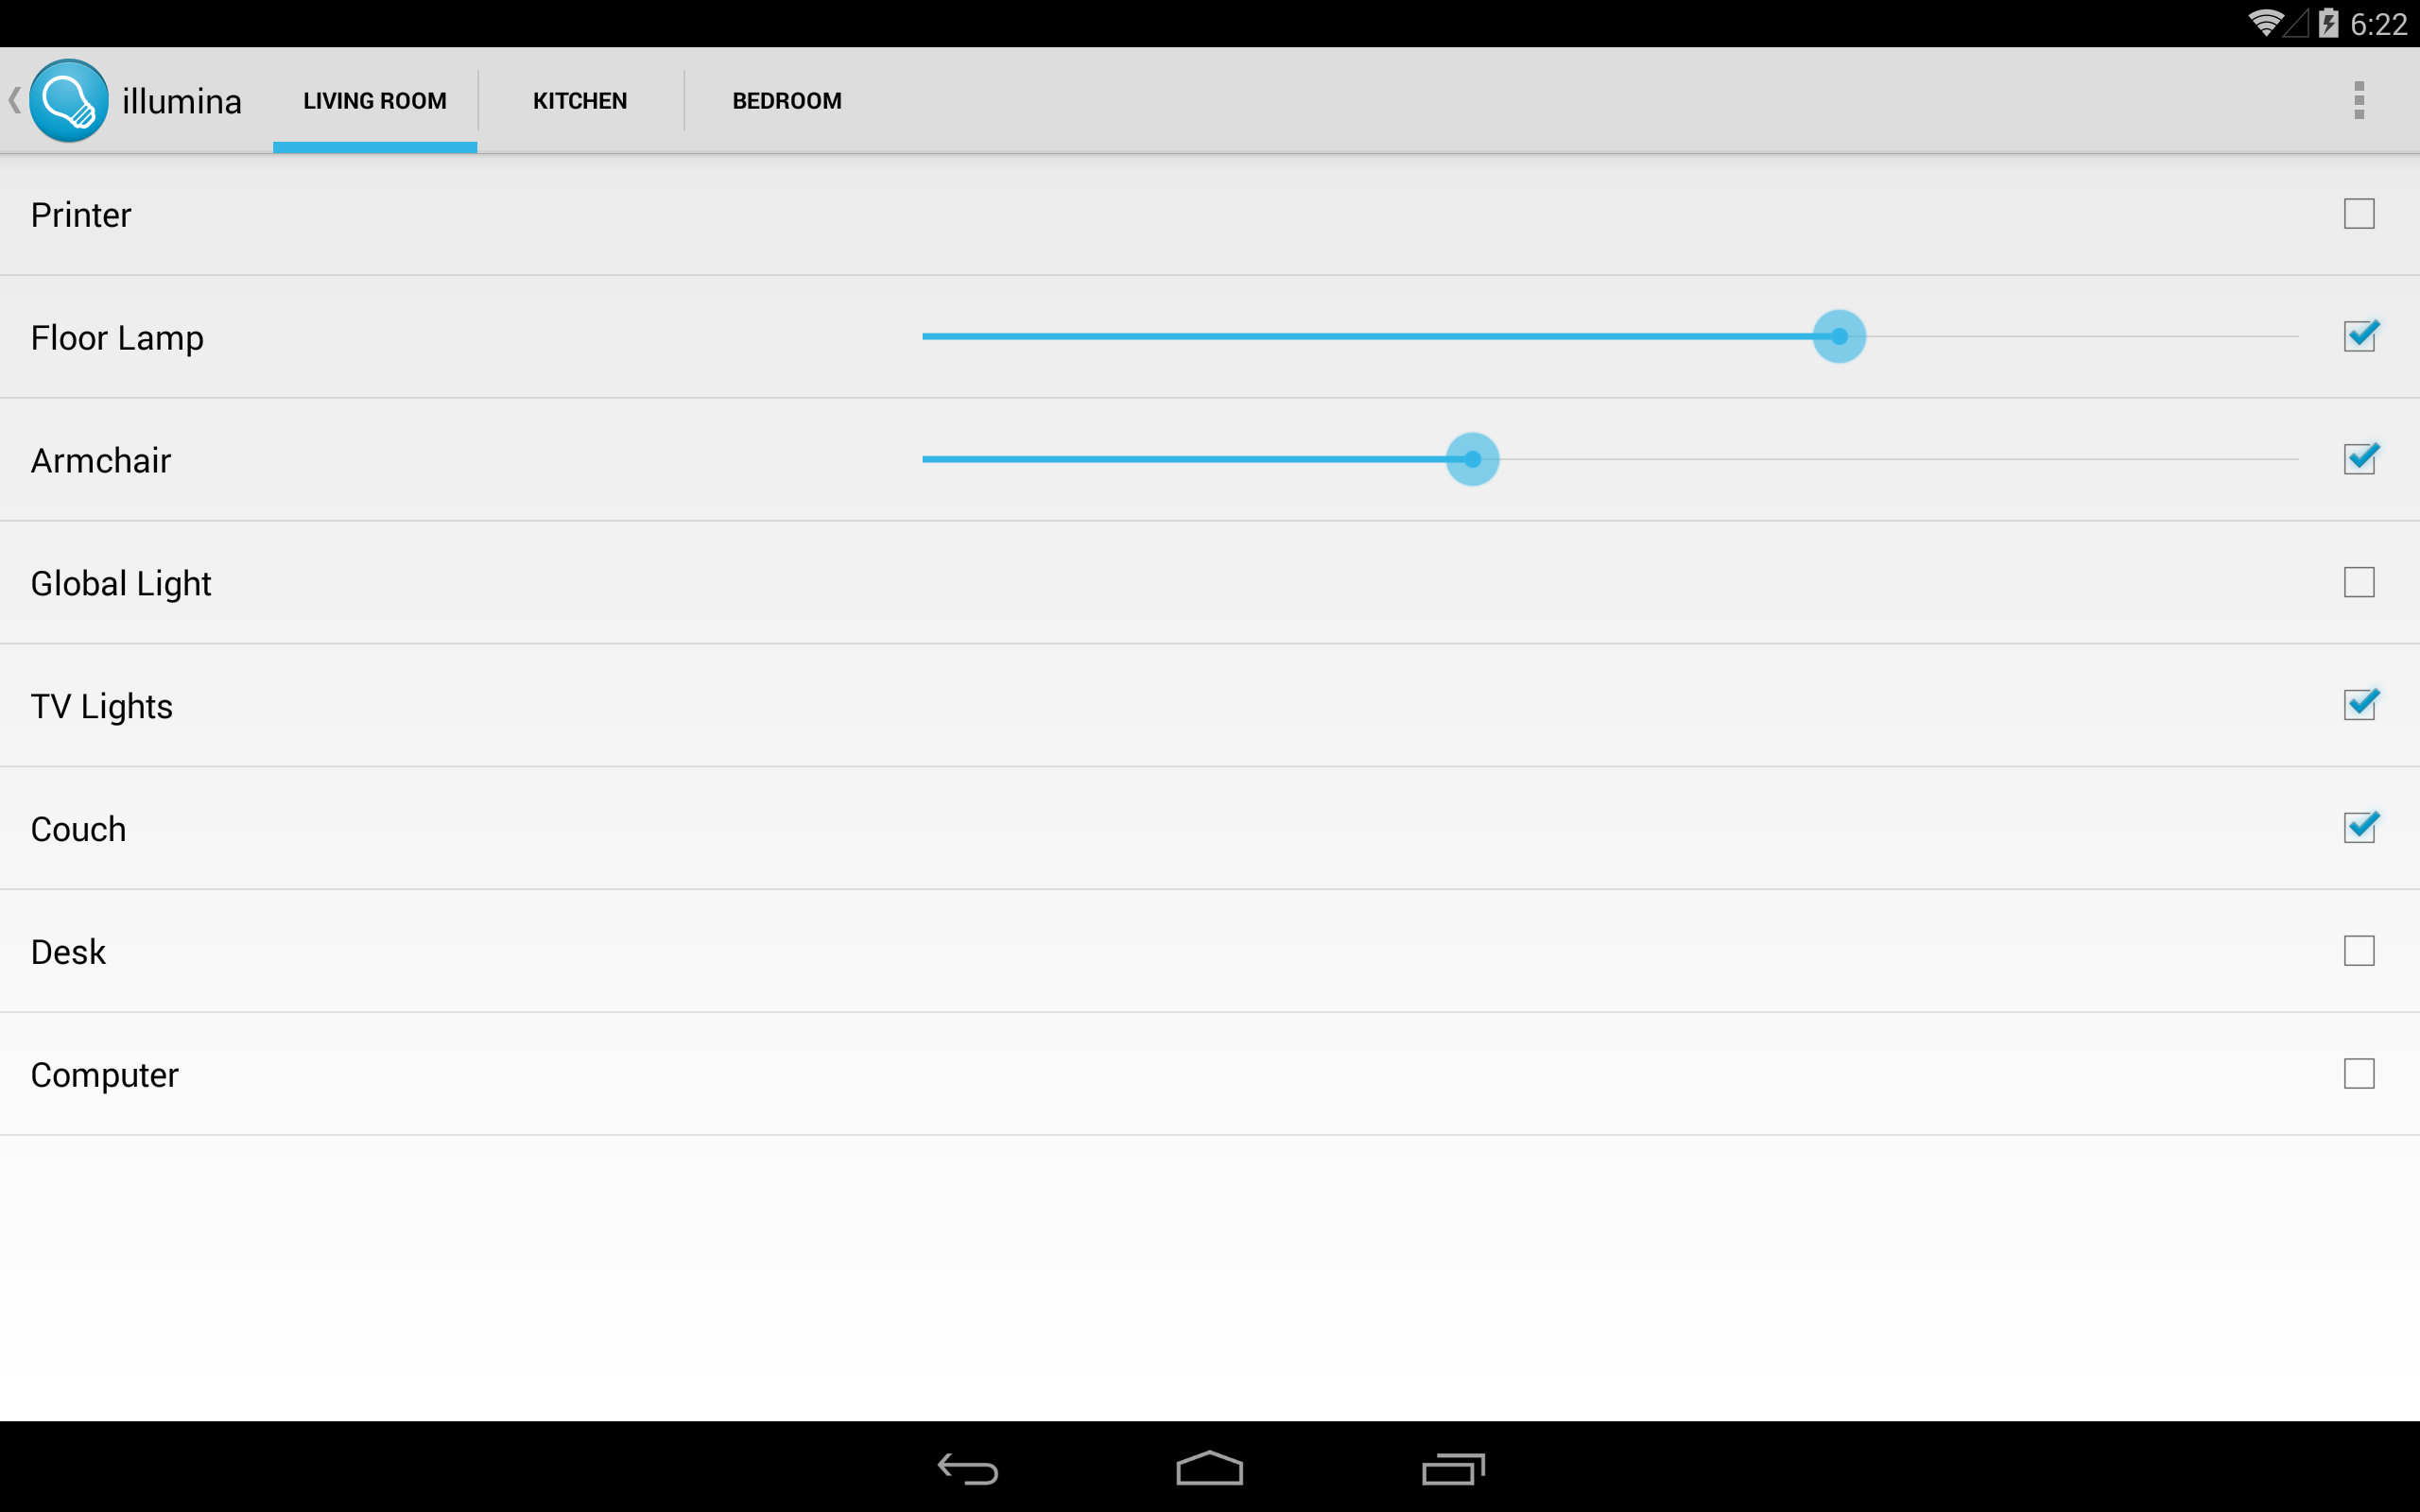 6:22
illumina LIVING ROOM KITCHEN BEDROOM
Printer
Floor Lamp
Armchair
Global Light
TV Lights
Couch
Desk
Computer